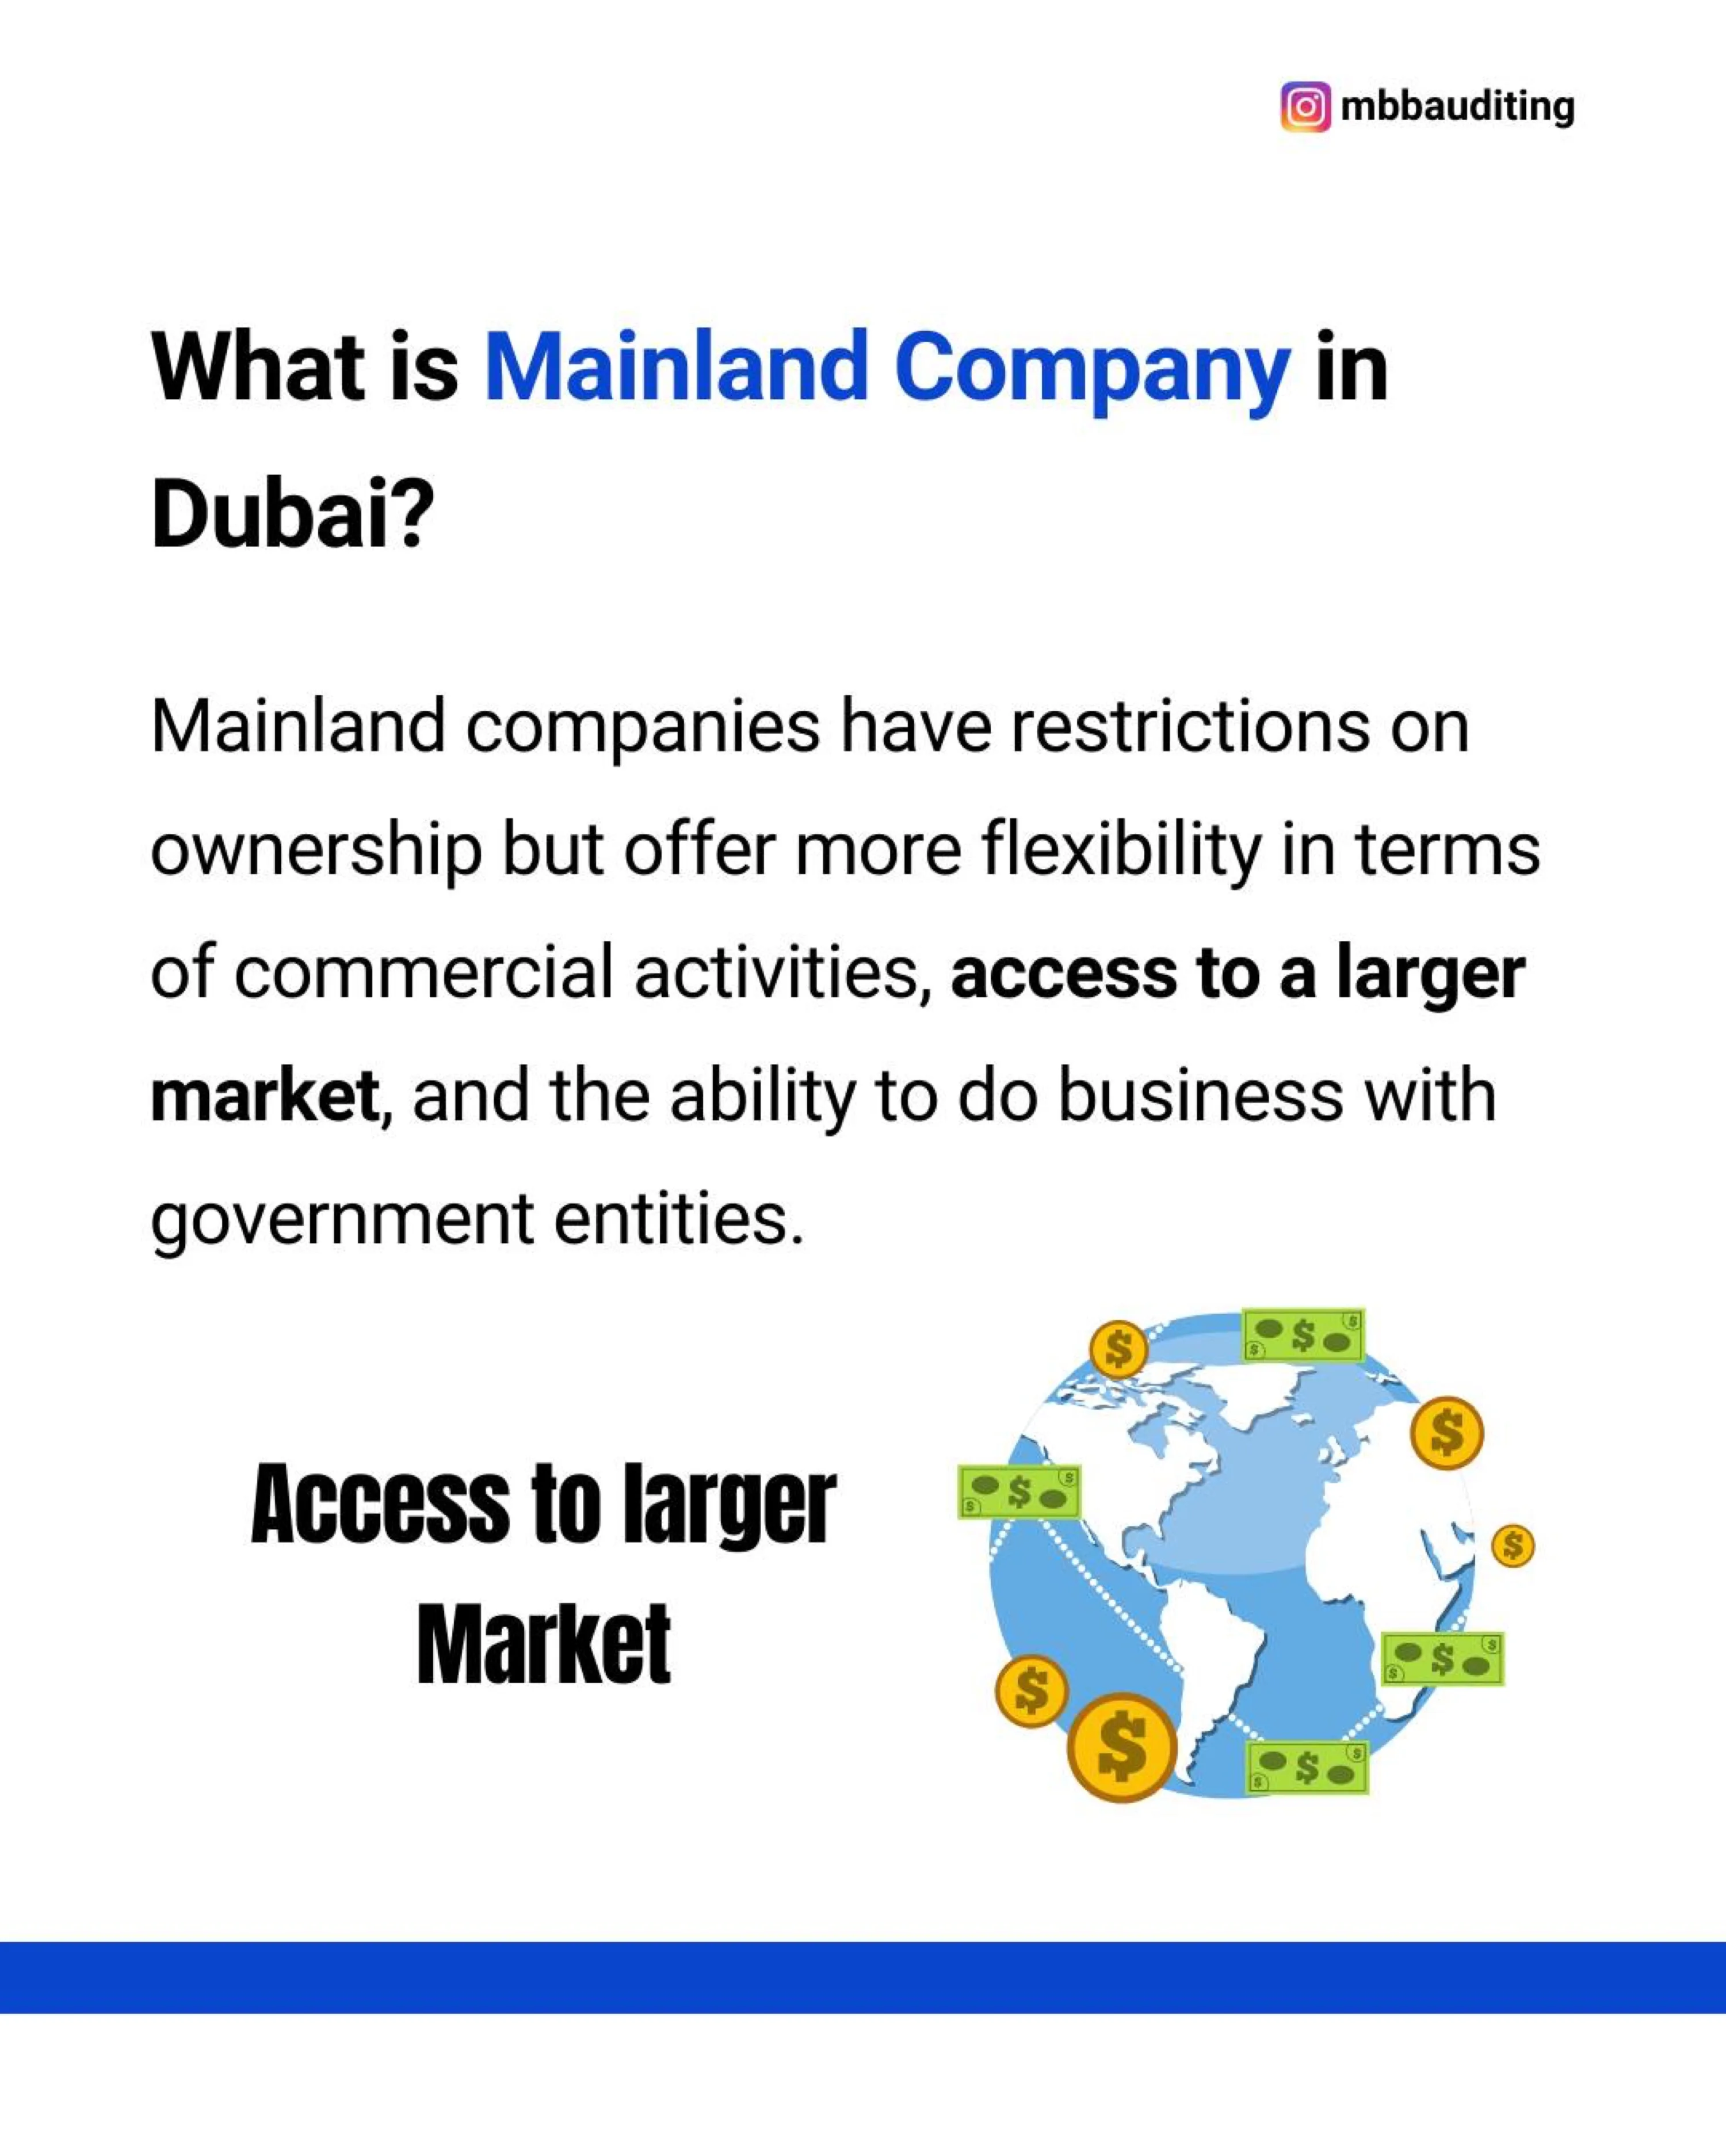 mbbauditing
What is Mainland Company in
Dubai?
Mainland companies have restrictions on
ownership but offer more flexibility in terms
of commercial activities, access to a larger
market, and the ability to do business with
government entities.
Access to larger
Market